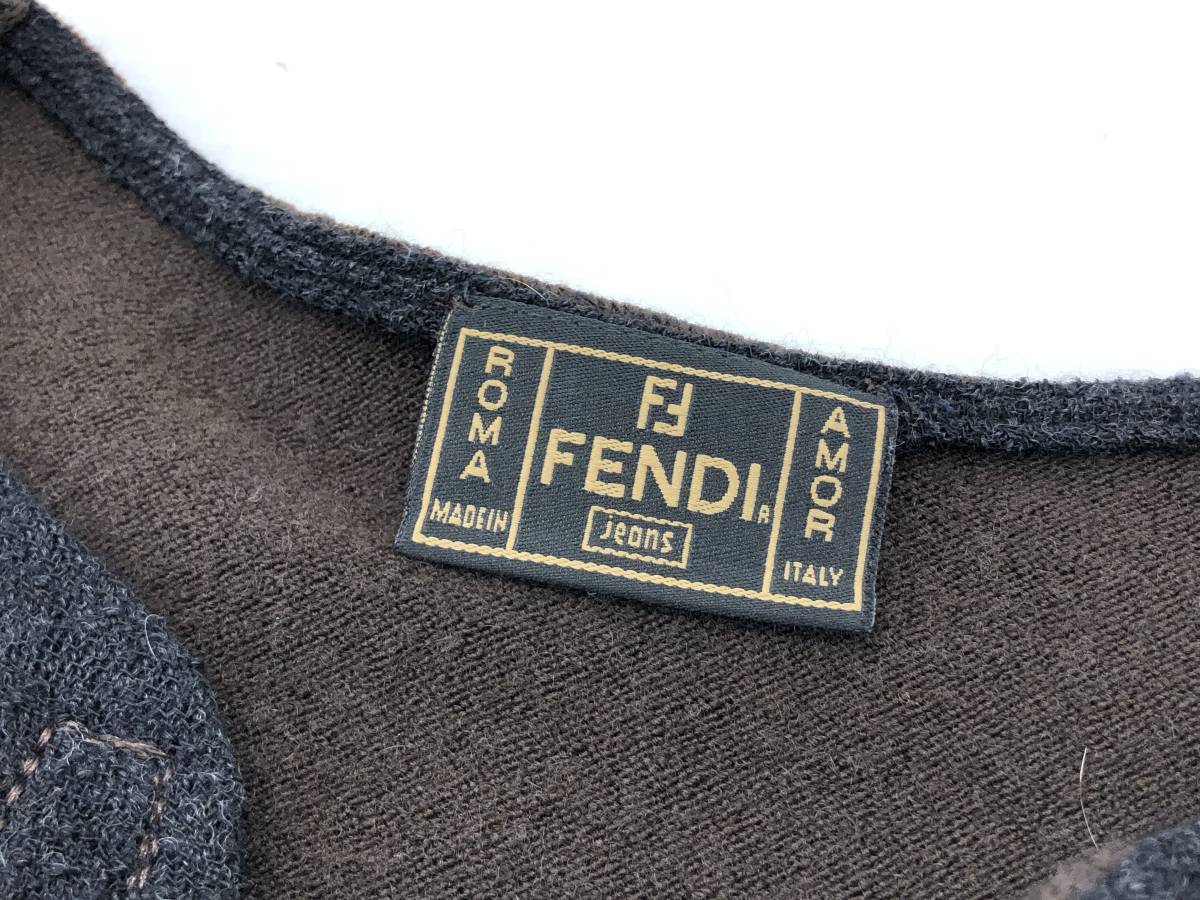 ROMA
MADEIN
FF
FENDI R
jeans
AMOR
ITALY